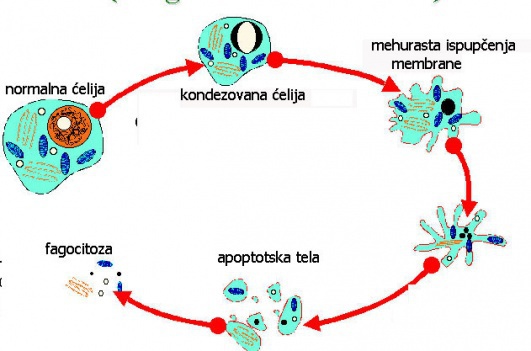 mehurasta ispupčenja
membrane
normalna ćelija
kondezovana ćelija
fagocitoza
apoptotska tela